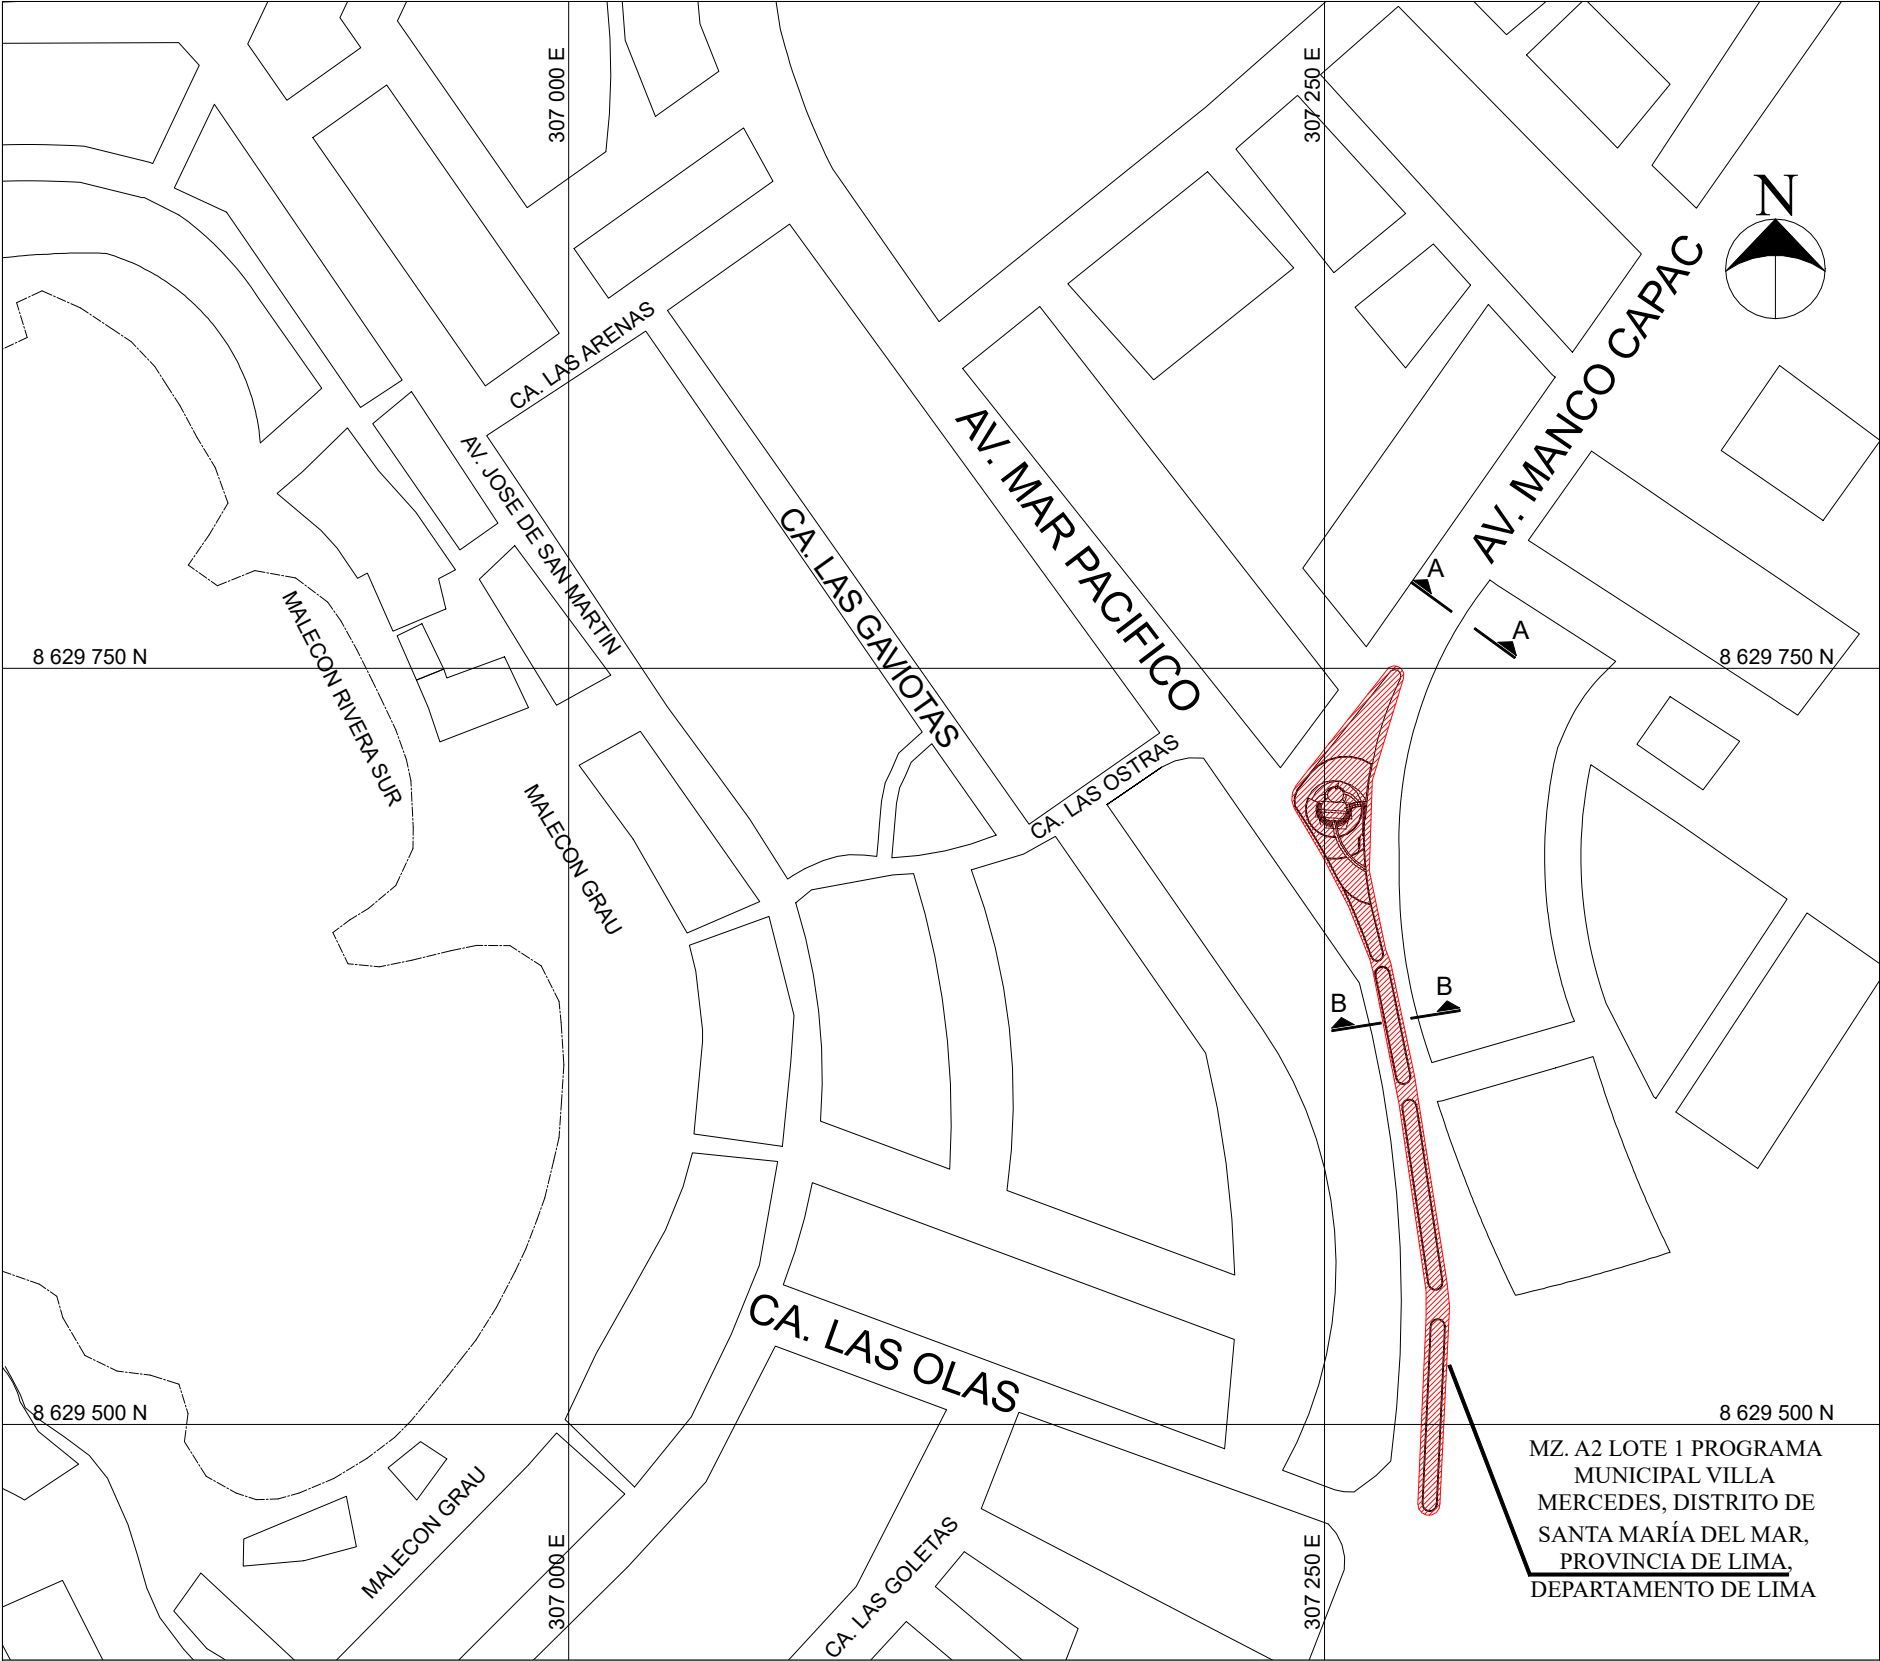 307 000 E
307 250 E
N
CA. LAS ARENAS
AV. JOSE DE SAN MARTIN
CA. LAS GAVIOTAS
AV. MAR PACIFICO
AV. MANCO CAPAC
A
A
8 629 750 N
8 629 750 N
MALECON RIVERA SUR
MALECON GRAU
CA. LAS OSTRAS
B
B
CA. LAS OLAS
8 629 500 N
8 629 500 N
MZ. A2 LOTE 1 PROGRAMA
MUNICIPAL VILLA
MERCEDES, DISTRITO DE
SANTA MARÍA DEL MAR,
PROVINCIA DE LIMA,
DEPARTAMENTO DE LIMA
MALECON GRAU
CA. LAS GOLETAS
307 000 E
307 250 E